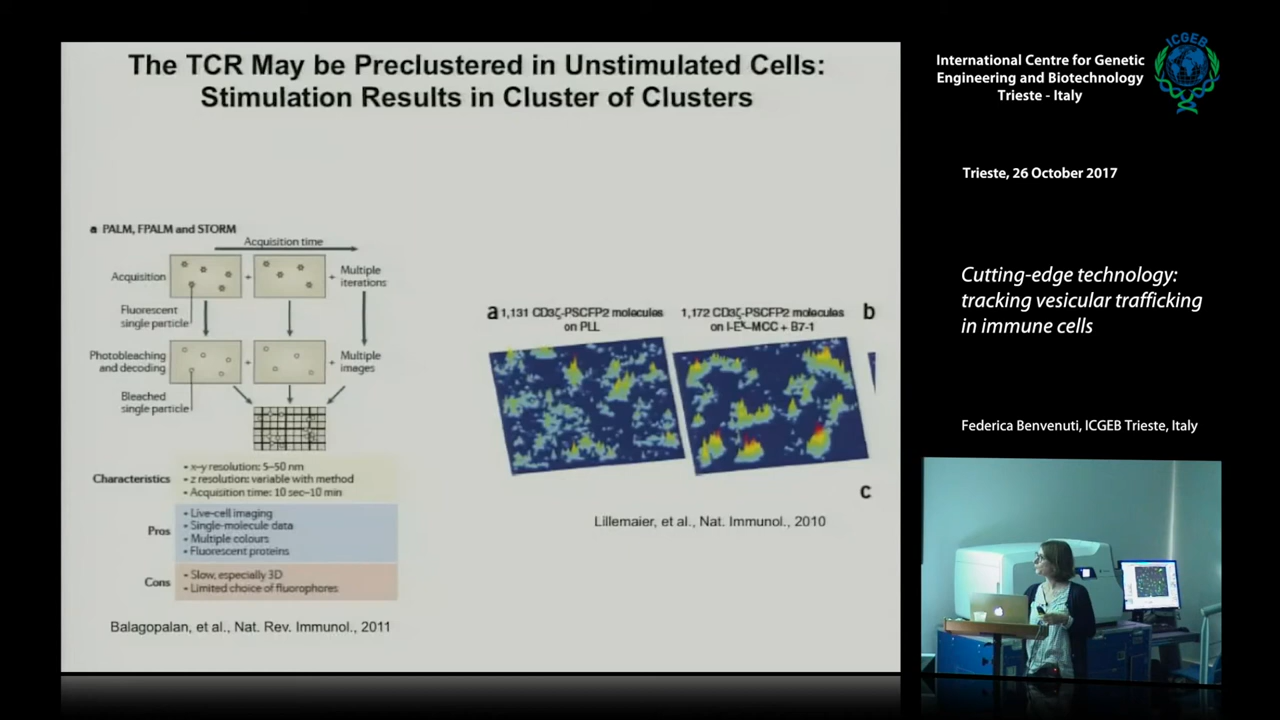 The TCR May be Preclustered in Unstimulated Cells:
Stimulation Results in Cluster of Clusters
a PALM, FPALM and STORM
Acquisition time
Acquisition
+
+ Multiple
iterations
Fluorescent
single particle
Photobleaching
and decoding
+
+ Multiple
images
Bleached
single particle
Characteristics
• x–y resolution: 5–50 nm
• z resolution: variable with method
• Acquisition time: 10 sec–10 min
Pros
• Live-cell imaging
• Single-molecule data
• Multiple colours
• Fluorescent proteins
Cons
• Slow, especially 3D
• Limited choice of fluorophores
Balagopalan, et al., Nat. Rev. Immunol., 2011
a 1,131 CD3ζ-PSCFP2 molecules
on PLL
1,172 CD3ζ-PSCFP2 molecules
on I-Eᵏ–MCC + B7-1
b
c
Lillemaier, et al., Nat. Immunol., 2010
International Centre for Genetic
Engineering and Biotechnology
Trieste - Italy
ICGEB
Trieste, 26 October 2017
Cutting-edge technology:
tracking vesicular trafficking
in immune cells
Federica Benvenuti, ICGEB Trieste, Italy